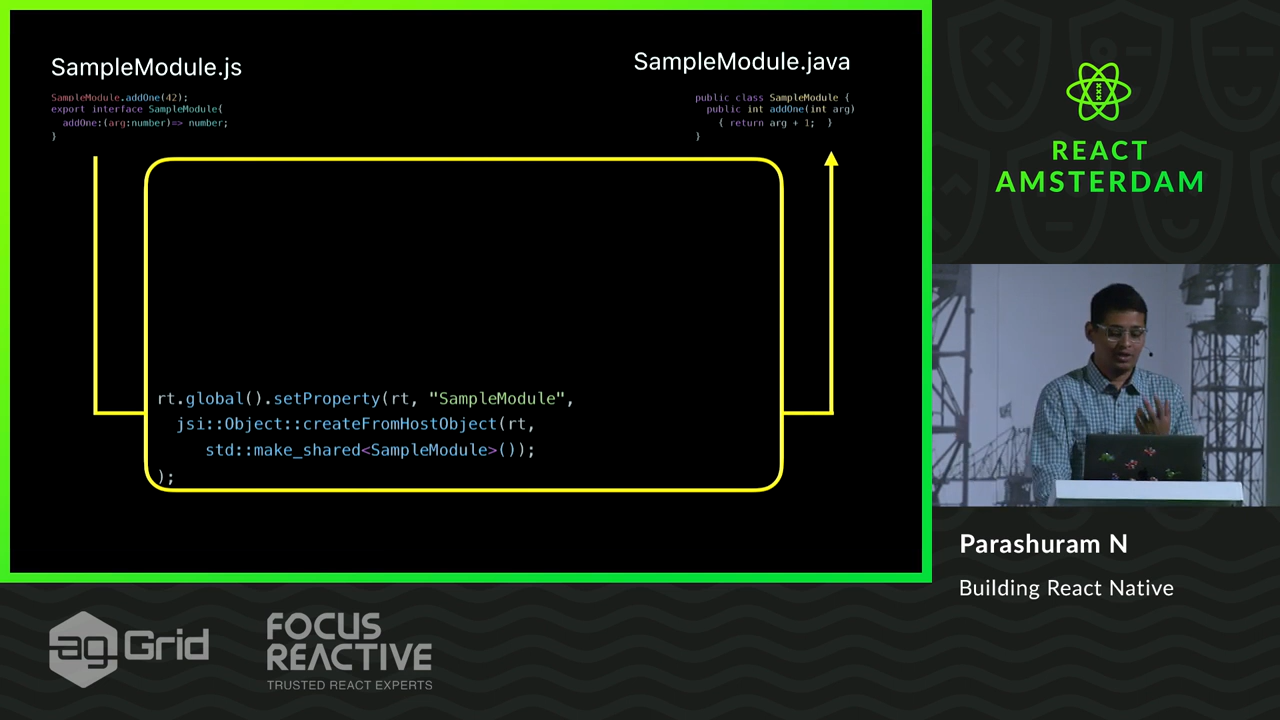 SampleModule.js
SampleModule.addOne(42);
export interface SampleModule{
addOne:(arg:number)=> number;
}
SampleModule.java
public class SampleModule {
public int addOne(int arg)
{ return arg + 1; }
}
rt.global().setProperty(rt, "SampleModule",
jsi::Object::createFromHostObject(rt,
std::make_shared<SampleModule>());
);
REACT
AMSTERDAM
Parashuram N
Building React Native
ag Grid
FOCUS
REACTIVE
TRUSTED REACT EXPERTS